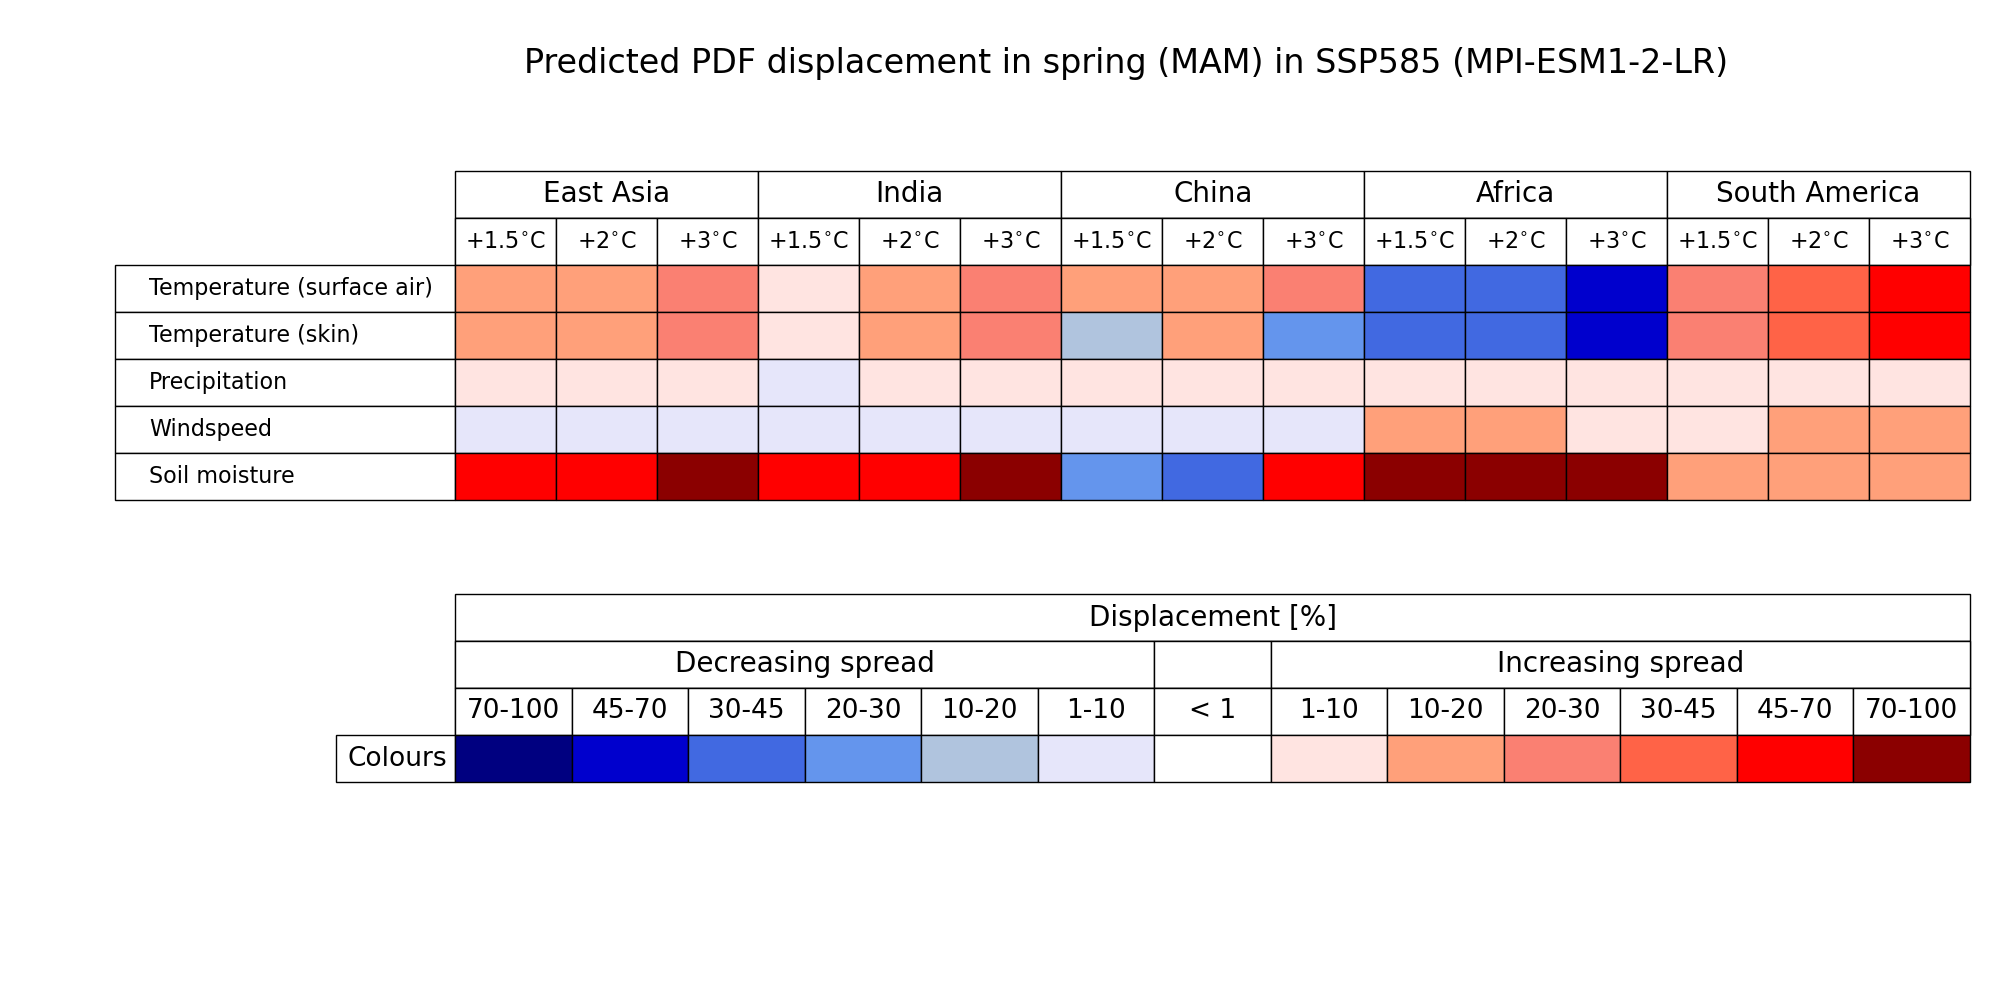 Predicted PDF displacement in spring (MAM) in SSP585 (MPI-ESM1-2-LR)
East Asia India China Africa South America
+1.5°C +2°C +3°C +1.5°C +2°C +3°C +1.5°C +2°C +3°C +1.5°C +2°C +3°C +1.5°C +2°C +3°C
Temperature (surface air)
Temperature (skin)
Precipitation
Windspeed
Soil moisture
Displacement [%]
Decreasing spread Increasing spread
70-100 45-70 30-45 20-30 10-20 1-10 < 1 1-10 10-20 20-30 30-45 45-70 70-100
Colours